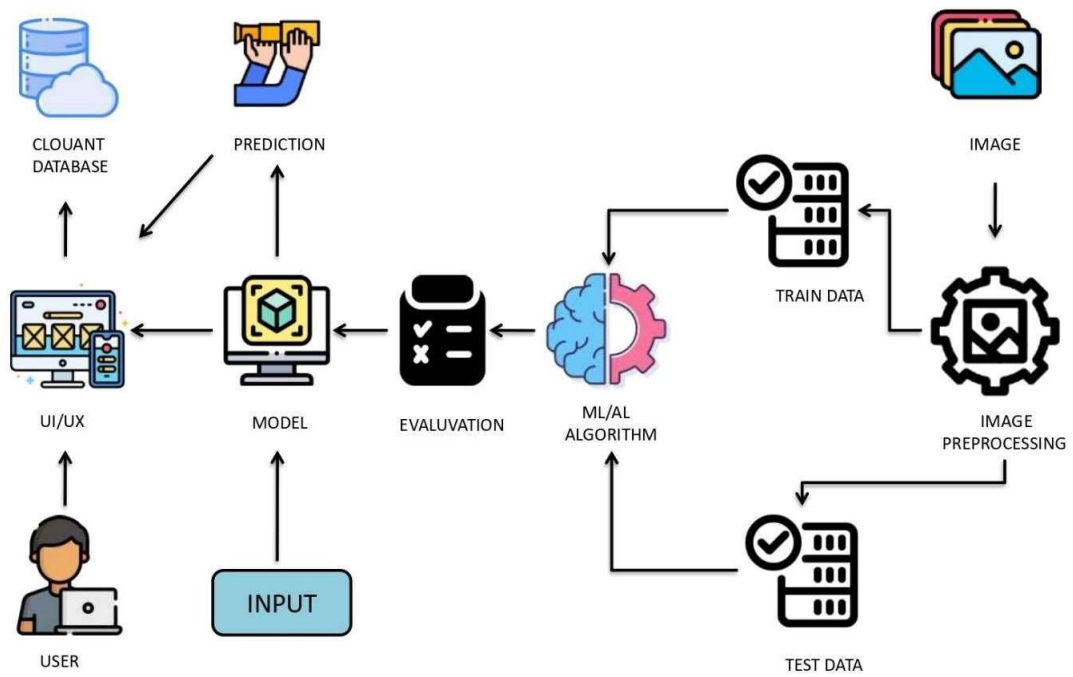 CLOUANT
DATABASE
PREDICTION
IMAGE
TRAIN DATA
UI/UX
MODEL
EVALUVATION
ML/AL
ALGORITHM
IMAGE
PREPROCESSING
INPUT
USER
TEST DATA